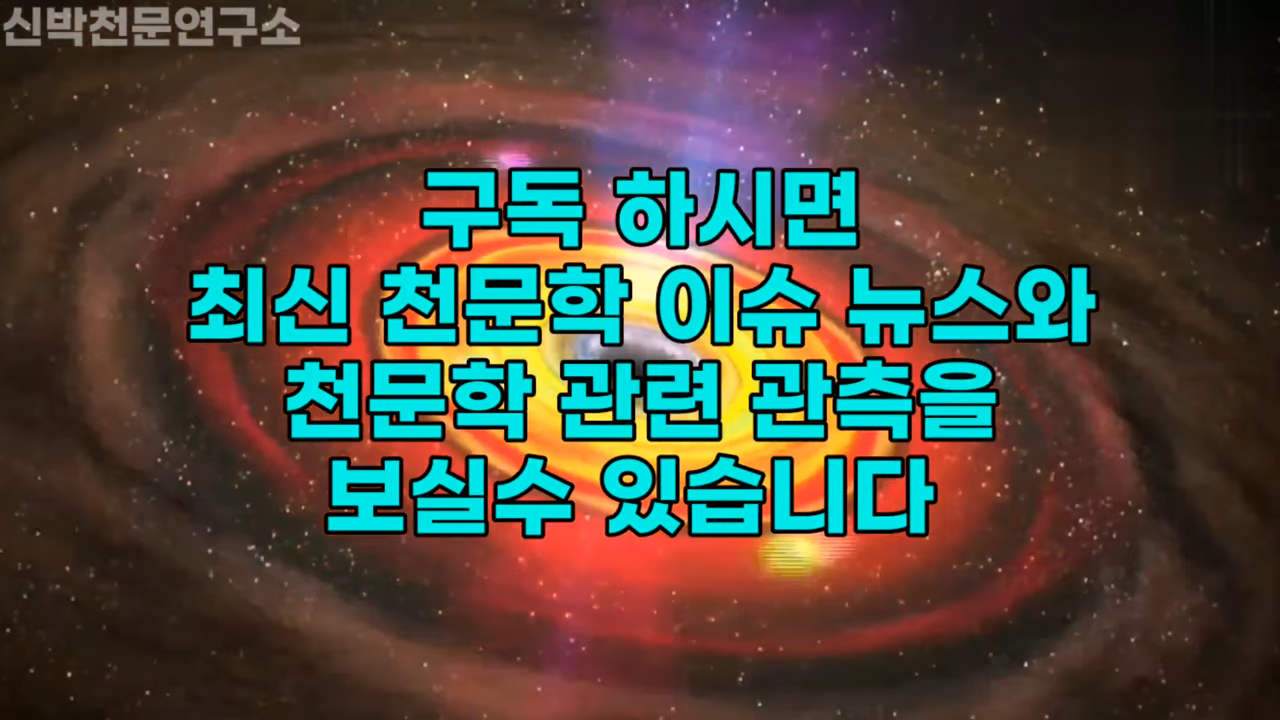 신박천문연구소
구독 하시면
최신 천문학 이슈 뉴스와
천문학 관련 관측을
보실수 있습니다